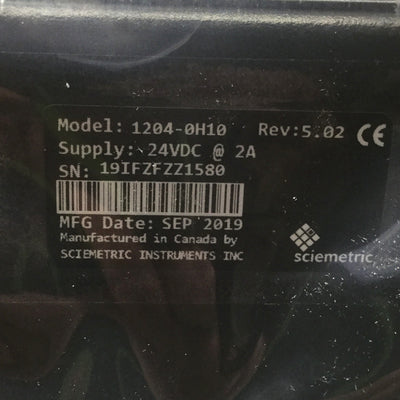 Model: 1204-0H10 Rev: 5.02 CE
Supply: 24VDC @ 2A
SN: 19IFZFZZ1580
MFG Date: SEP 2019
Manufactured in Canada by
SCIEMETRIC INSTRUMENTS INC
sciemetric